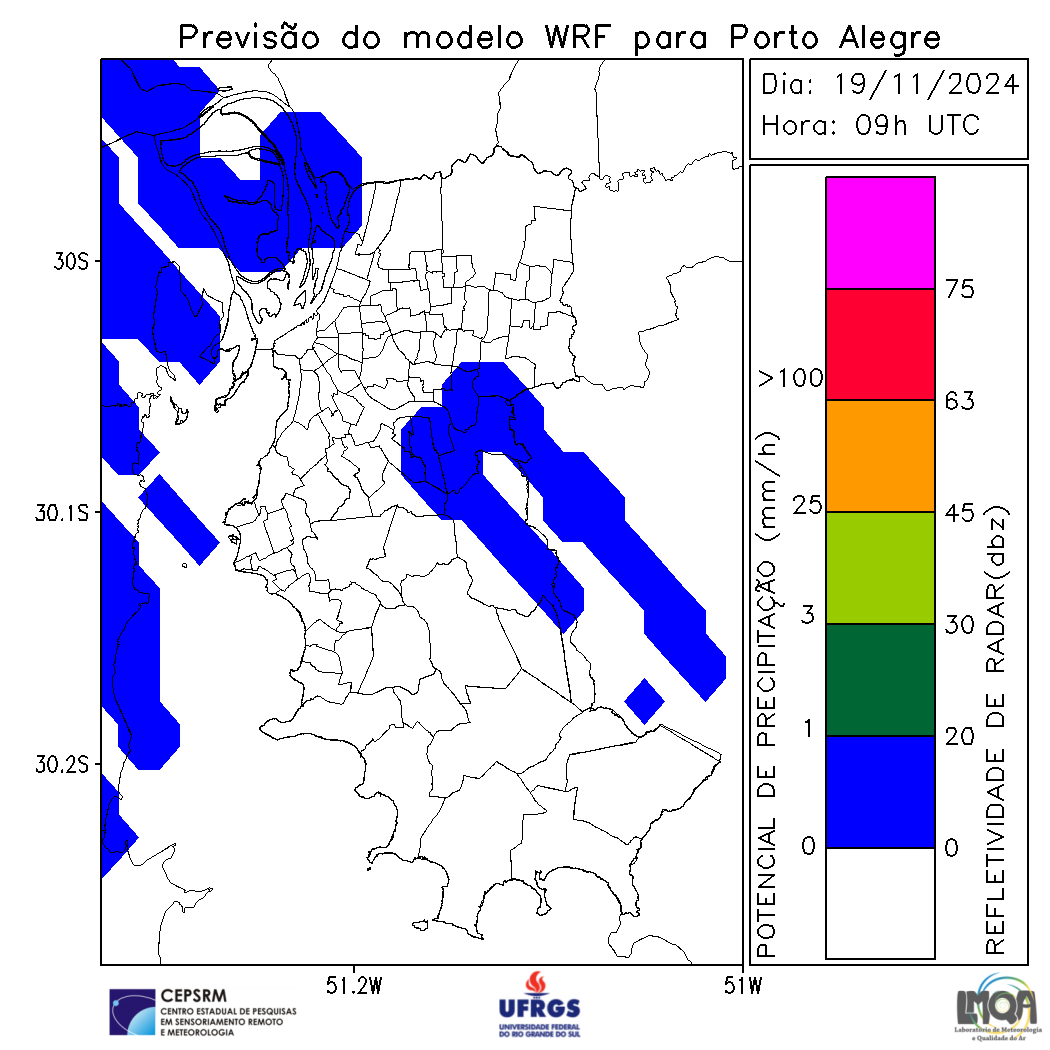 Previsão do modelo WRF para Porto Alegre
Dia: 19/11/2024
Hora: 09h UTC
30S
30.1S
30.2S
51.2W
51W
POTENCIAL DE PRECIPITAÇÃO (mm/h)
>100
25
3
1
0
75
63
45
30
20
0
REFLETIVIDADE DE RADAR(dbz)
CEPSRM
CENTRO ESTADUAL DE PESQUISAS
EM SENSORIAMENTO REMOTO
E METEOROLOGIA
UFRGS
UNIVERSIDADE FEDERAL
DO RIO GRANDE DO SUL
LMQA
Laboratório de Meteorologia
e Qualidade do Ar